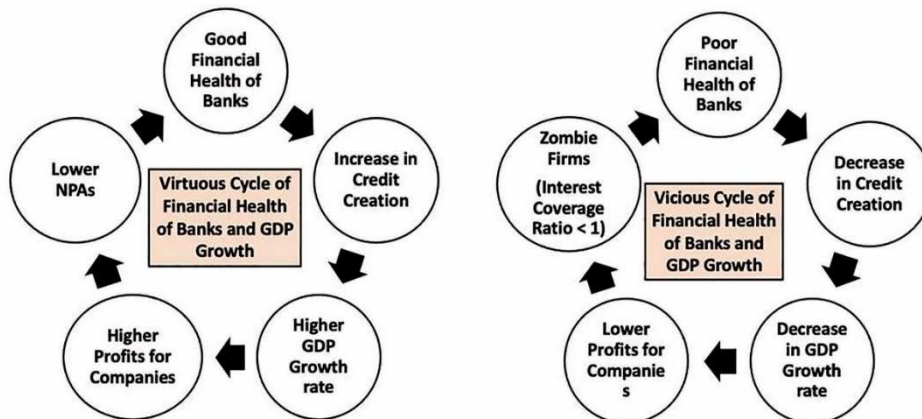 Good
Financial
Health of
Banks
Increase in
Credit
Creation
Higher
GDP
Growth
rate
Higher
Profits for
Companies
Lower
NPAs
Virtuous Cycle of
Financial Health
of Banks and GDP
Growth
Poor
Financial
Health of
Banks
Decrease
in Credit
Creation
Decrease
in GDP
Growth
rate
Lower
Profits for
Companie
s
Zombie
Firms
(Interest
Coverage
Ratio < 1)
Vicious Cycle of
Financial Health
of Banks and
GDP Growth